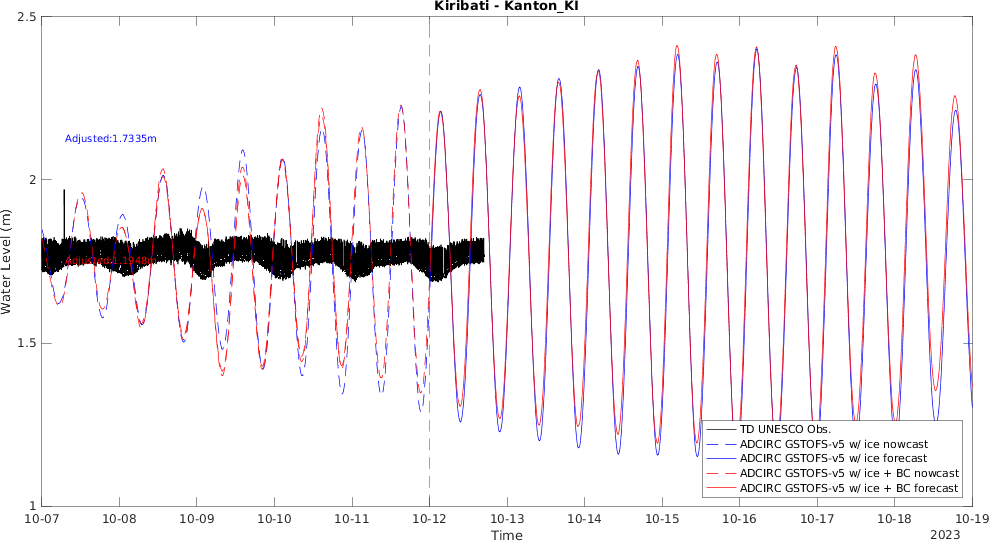 Kiribati - Kanton_KI
2.5
Adjusted:1.7335m
2
Water Level (m)
1.5
TD UNESCO Obs.
ADCIRC GSTOFS-v5 w/ ice nowcast
ADCIRC GSTOFS-v5 w/ ice forecast
ADCIRC GSTOFS-v5 w/ ice + BC nowcast
ADCIRC GSTOFS-v5 w/ ice + BC forecast
1
10-07 10-08 10-09 10-10 10-11 10-12 10-13 10-14 10-15 10-16 10-17 10-18 10-19
Time
2023